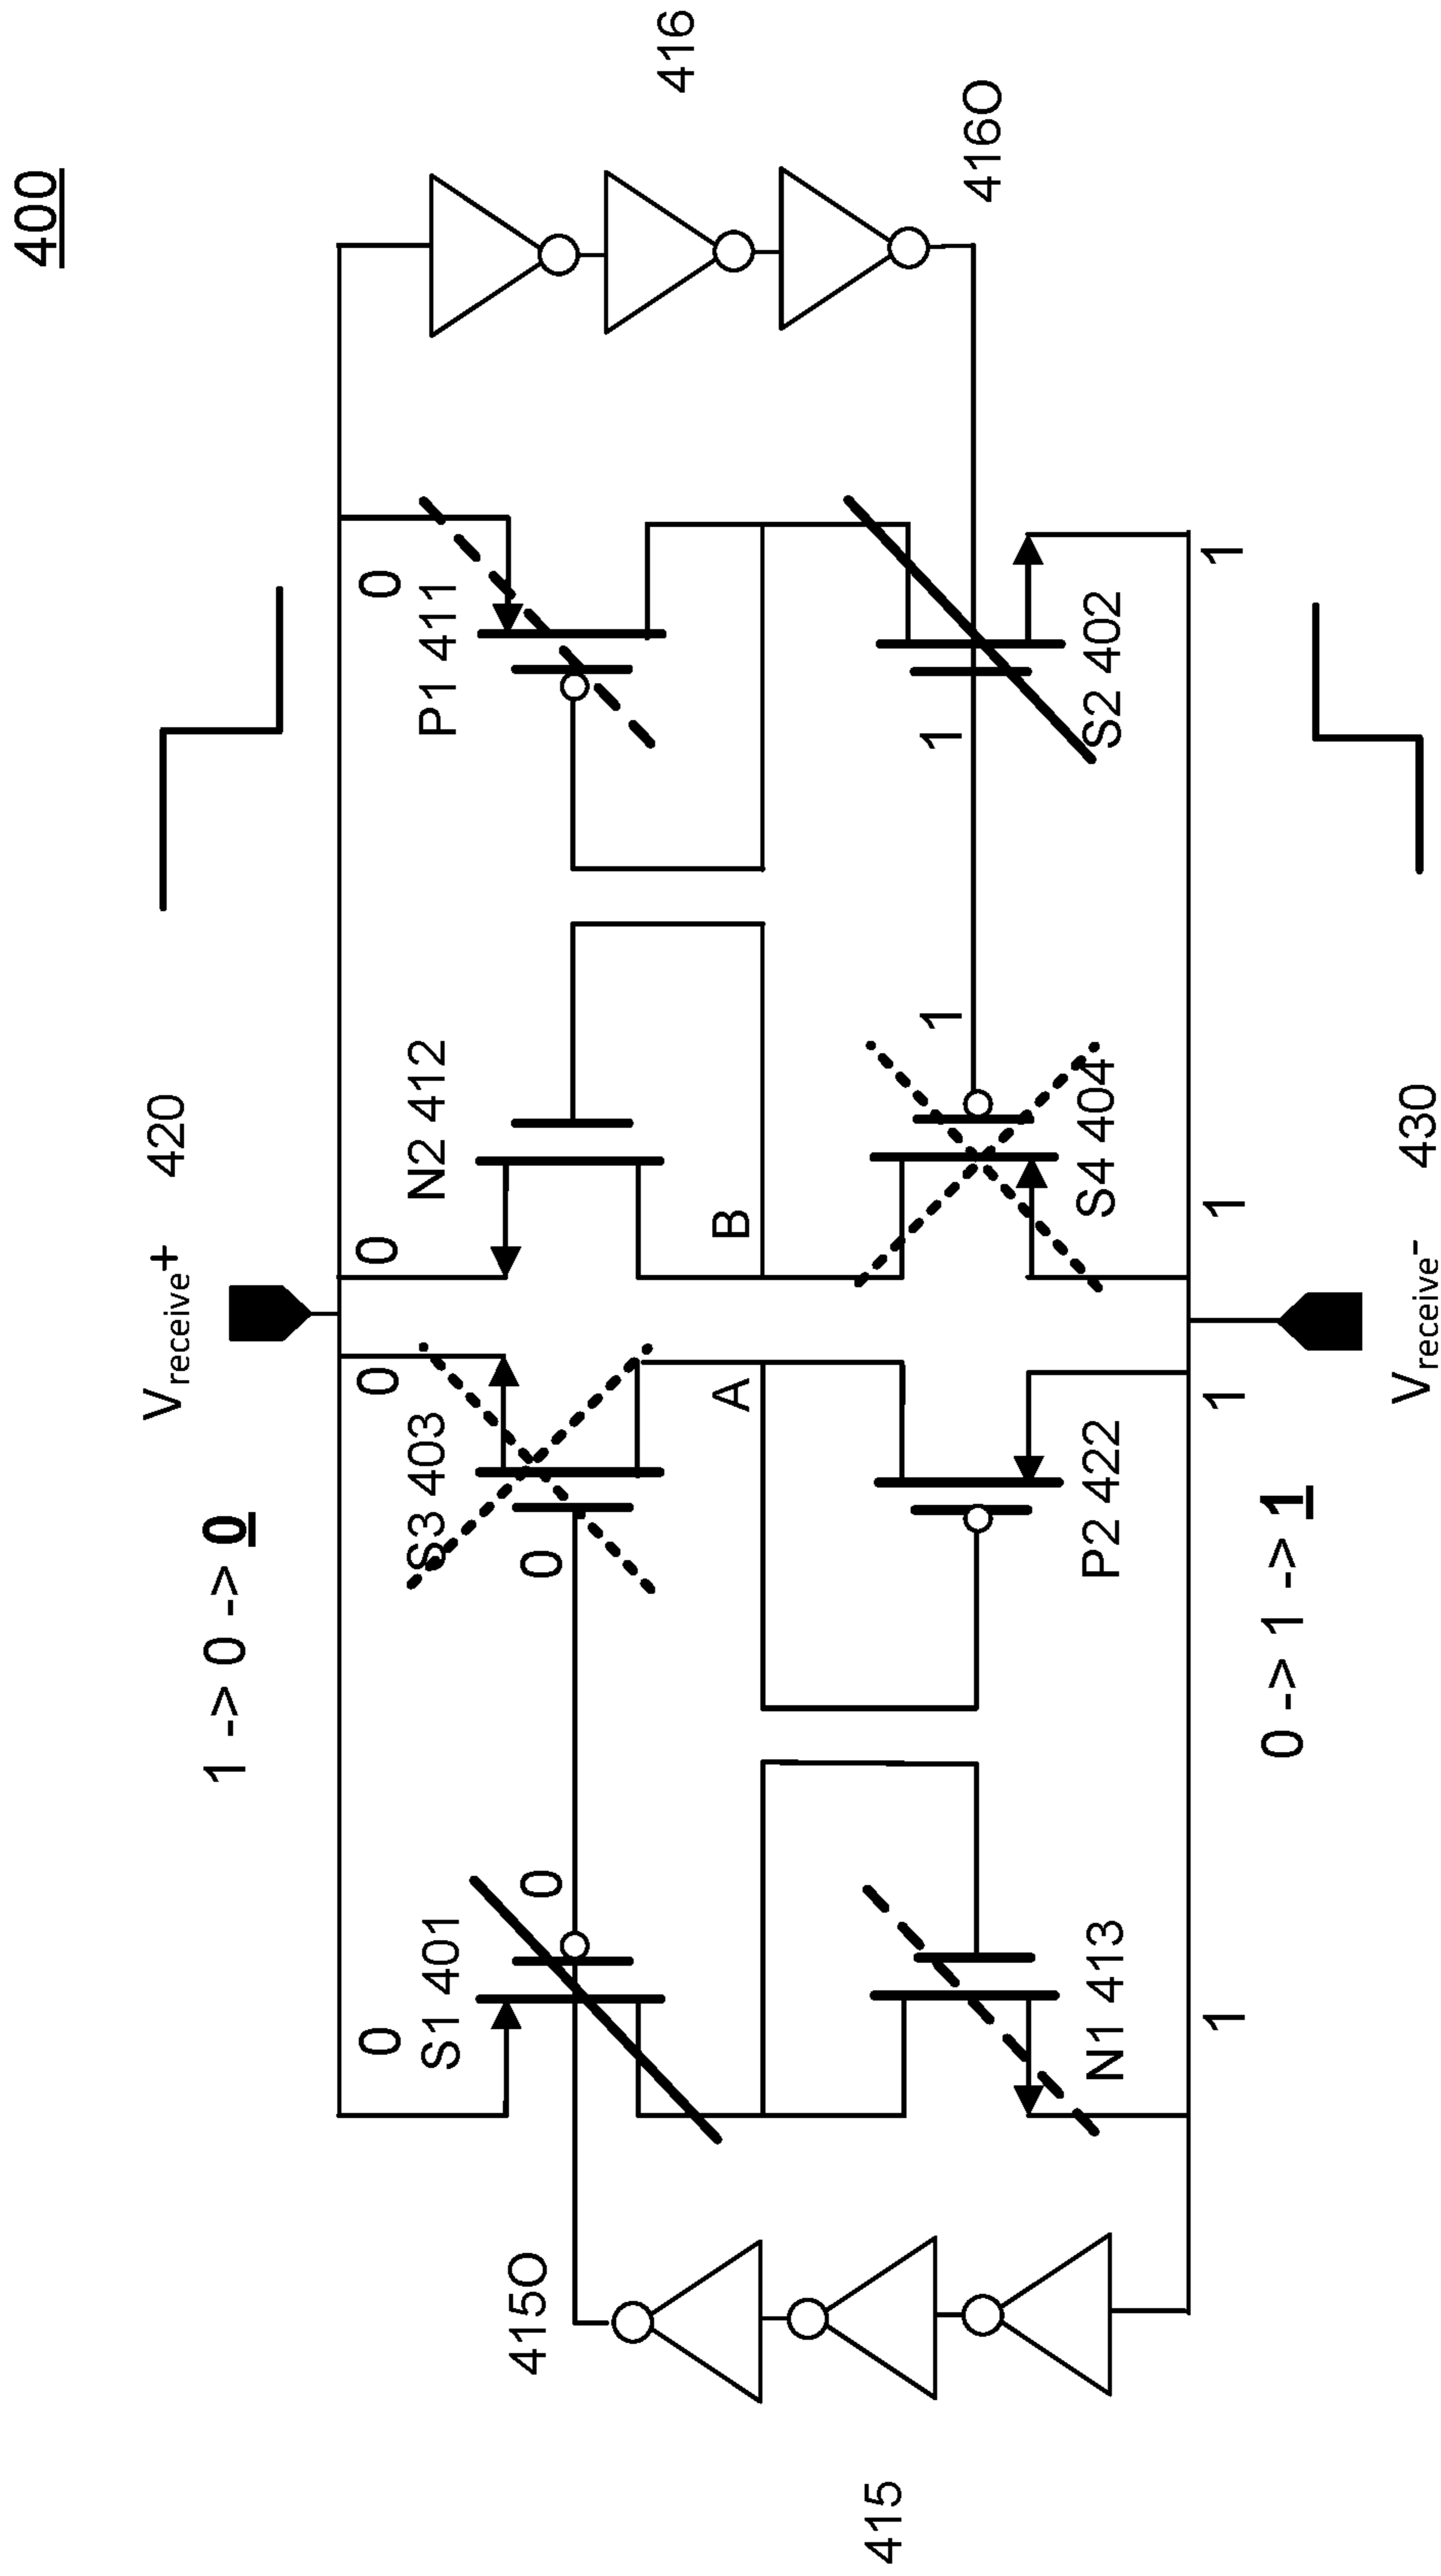 400
Vreceive+ 420
1 -> 0 -> 0
0 0 0 0
S1 401 S3 403 N2 412 P1 411
415O 0 0
416
A B
415
1 1
416O
N1 413 P2 422 S4 404 S2 402
1 1 1 1
0 -> 1 -> 1
Vreceive- 430